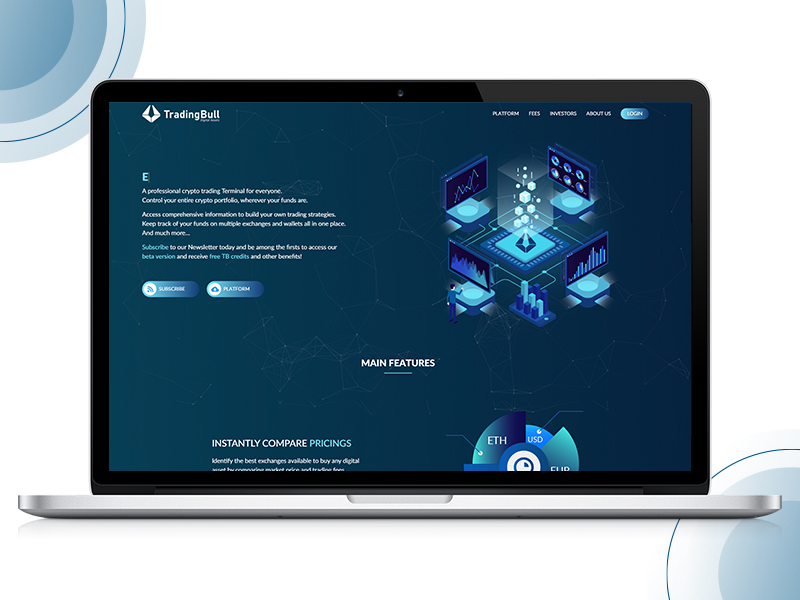 TradingBull
Digital Assets
PLATFORM FEES INVESTORS ABOUT US LOGIN
E
A professional crypto trading Terminal for everyone.
Control your entire crypto portfolio, wherever your funds are.
Access comprehensive information to build your own trading strategies.
Keep track of your funds on multiple exchanges and wallets all in one place.
And much more...
Subscribe to our Newsletter today and be among the firsts to access our
beta version and receive free TB credits and other benefits!
SUBSCRIBE PLATFORM
MAIN FEATURES
INSTANTLY COMPARE PRICINGS
Identify the best exchanges available to buy any digital
asset by comparing market price and trading fees
ETH
USD
EUR